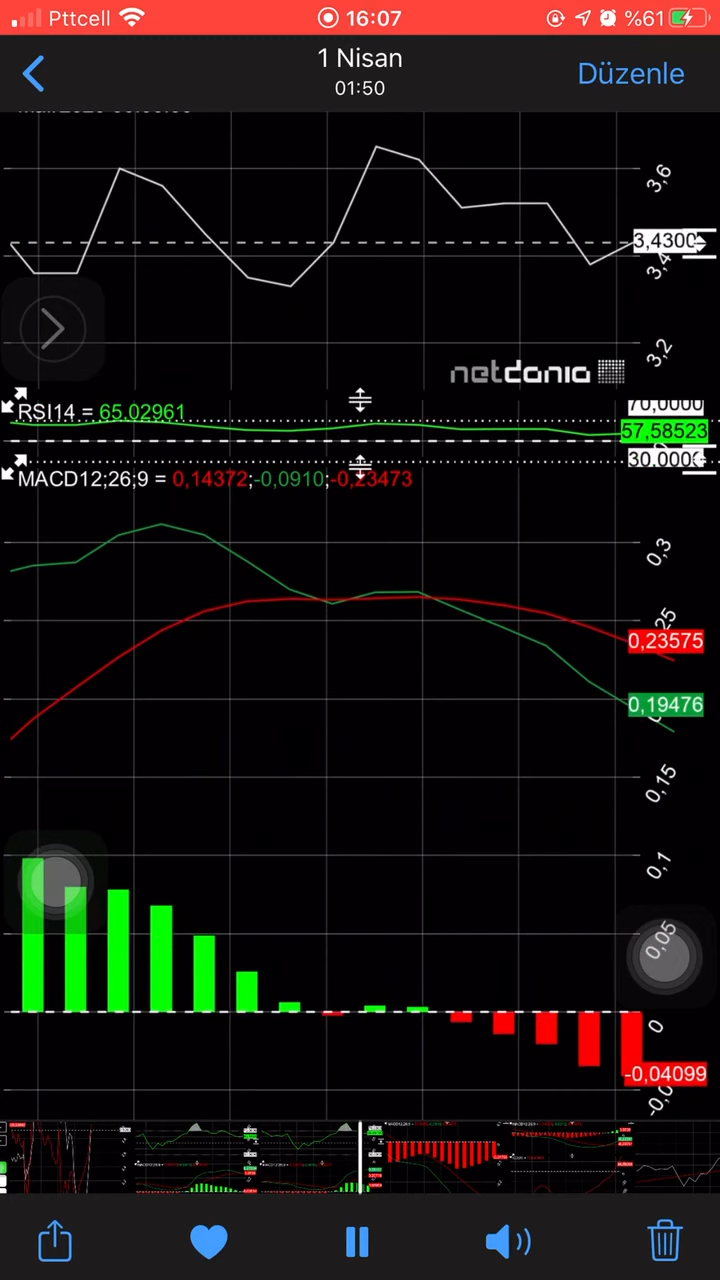 Pttcell 16:07 %61
1 Nisan
01:50
Düzenle
3,6
3,4300
3,4
3,2
netdania
RSI14 = 65,02961
70,0000
57,58523
30,0000
MACD12;26;9 = 0,14372;-0,0910;-0,23473
0,3
25
0,23575
0,19476
0,15
0,1
0,05
0
-0,04099